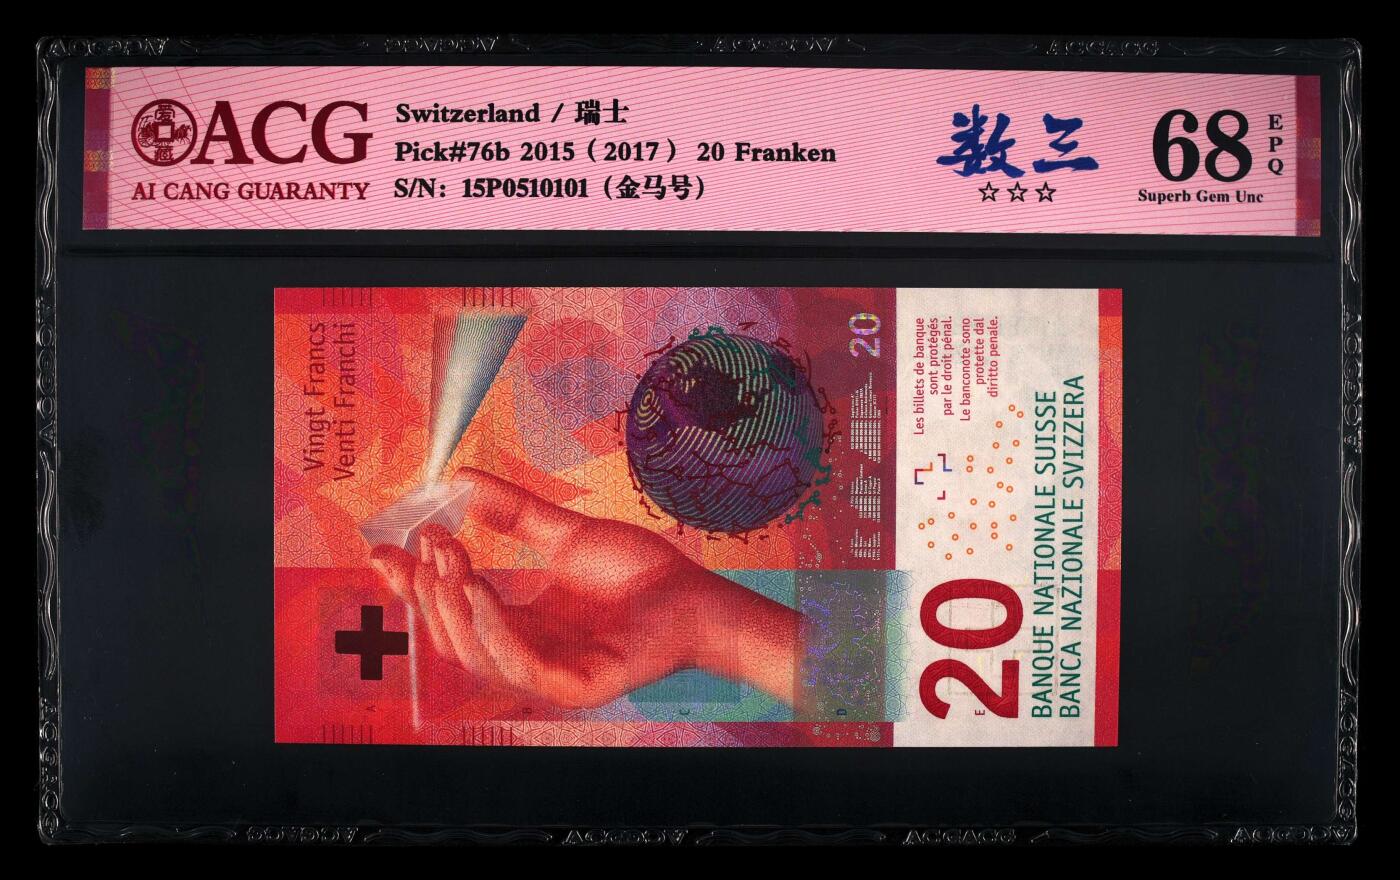 ACG
AI CANG GUARANTY
Switzerland / 瑞士
Pick#76b 2015（2017） 20 Franken
S/N: 15P0510101（金马号）
数三
☆☆☆
68
EPQ
Superb Gem Unc
Vingt Francs
Venti Franchi
20
Les billets de banque
sont protégés
par le droit pénal.
Le banconote sono
protette dal
diritto penale.
20
BANQUE NATIONALE SUISSE
BANCA NAZIONALE SVIZZERA
A
B
C
D
E